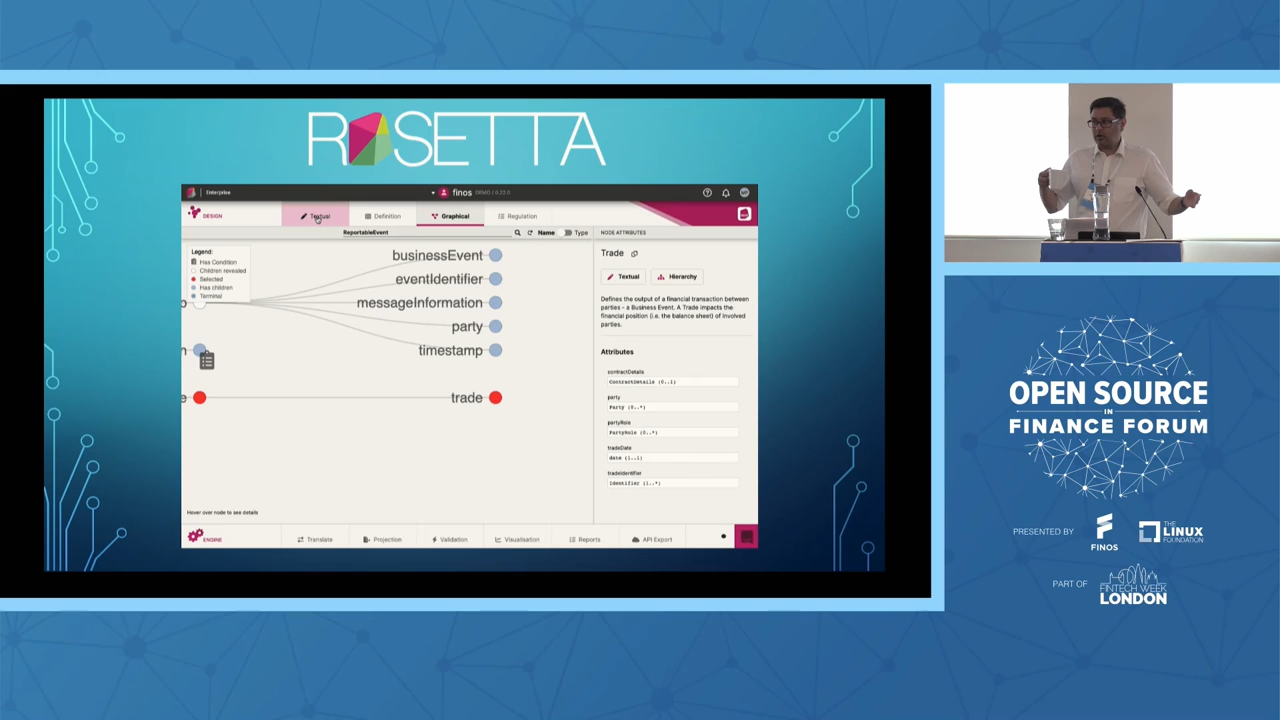 ROSETTA
Enterprise
finos DEMO / 0.22.0
DESIGN
Textual
Definition
Graphical
Regulation
ReportableEvent
Name
Type
NODE ATTRIBUTES
Legend:
Has Condition
Children revealed
Selected
Has children
Terminal
businessEvent
eventIdentifier
messageInformation
party
timestamp
trade
Hover over node to see details
Trade
Textual
Hierarchy
Defines the output of a financial transaction between
parties - a Business Event. A Trade impacts the
financial position (i.e. the balance sheet) of involved
parties.
Attributes
contractDetails
ContractDetails (0..1)
party
Party (0..*)
partyRole
PartyRole (0..*)
tradeDate
date (1..1)
tradeIdentifier
Identifier (1..*)
ENGINE
Translate
Projection
Validation
Visualisation
Reports
API Export
OPEN SOURCE
IN
FINANCE FORUM
PRESENTED BY
FINOS
THE
LINUX
FOUNDATION
PART OF
FINTECH WEEK
LONDON